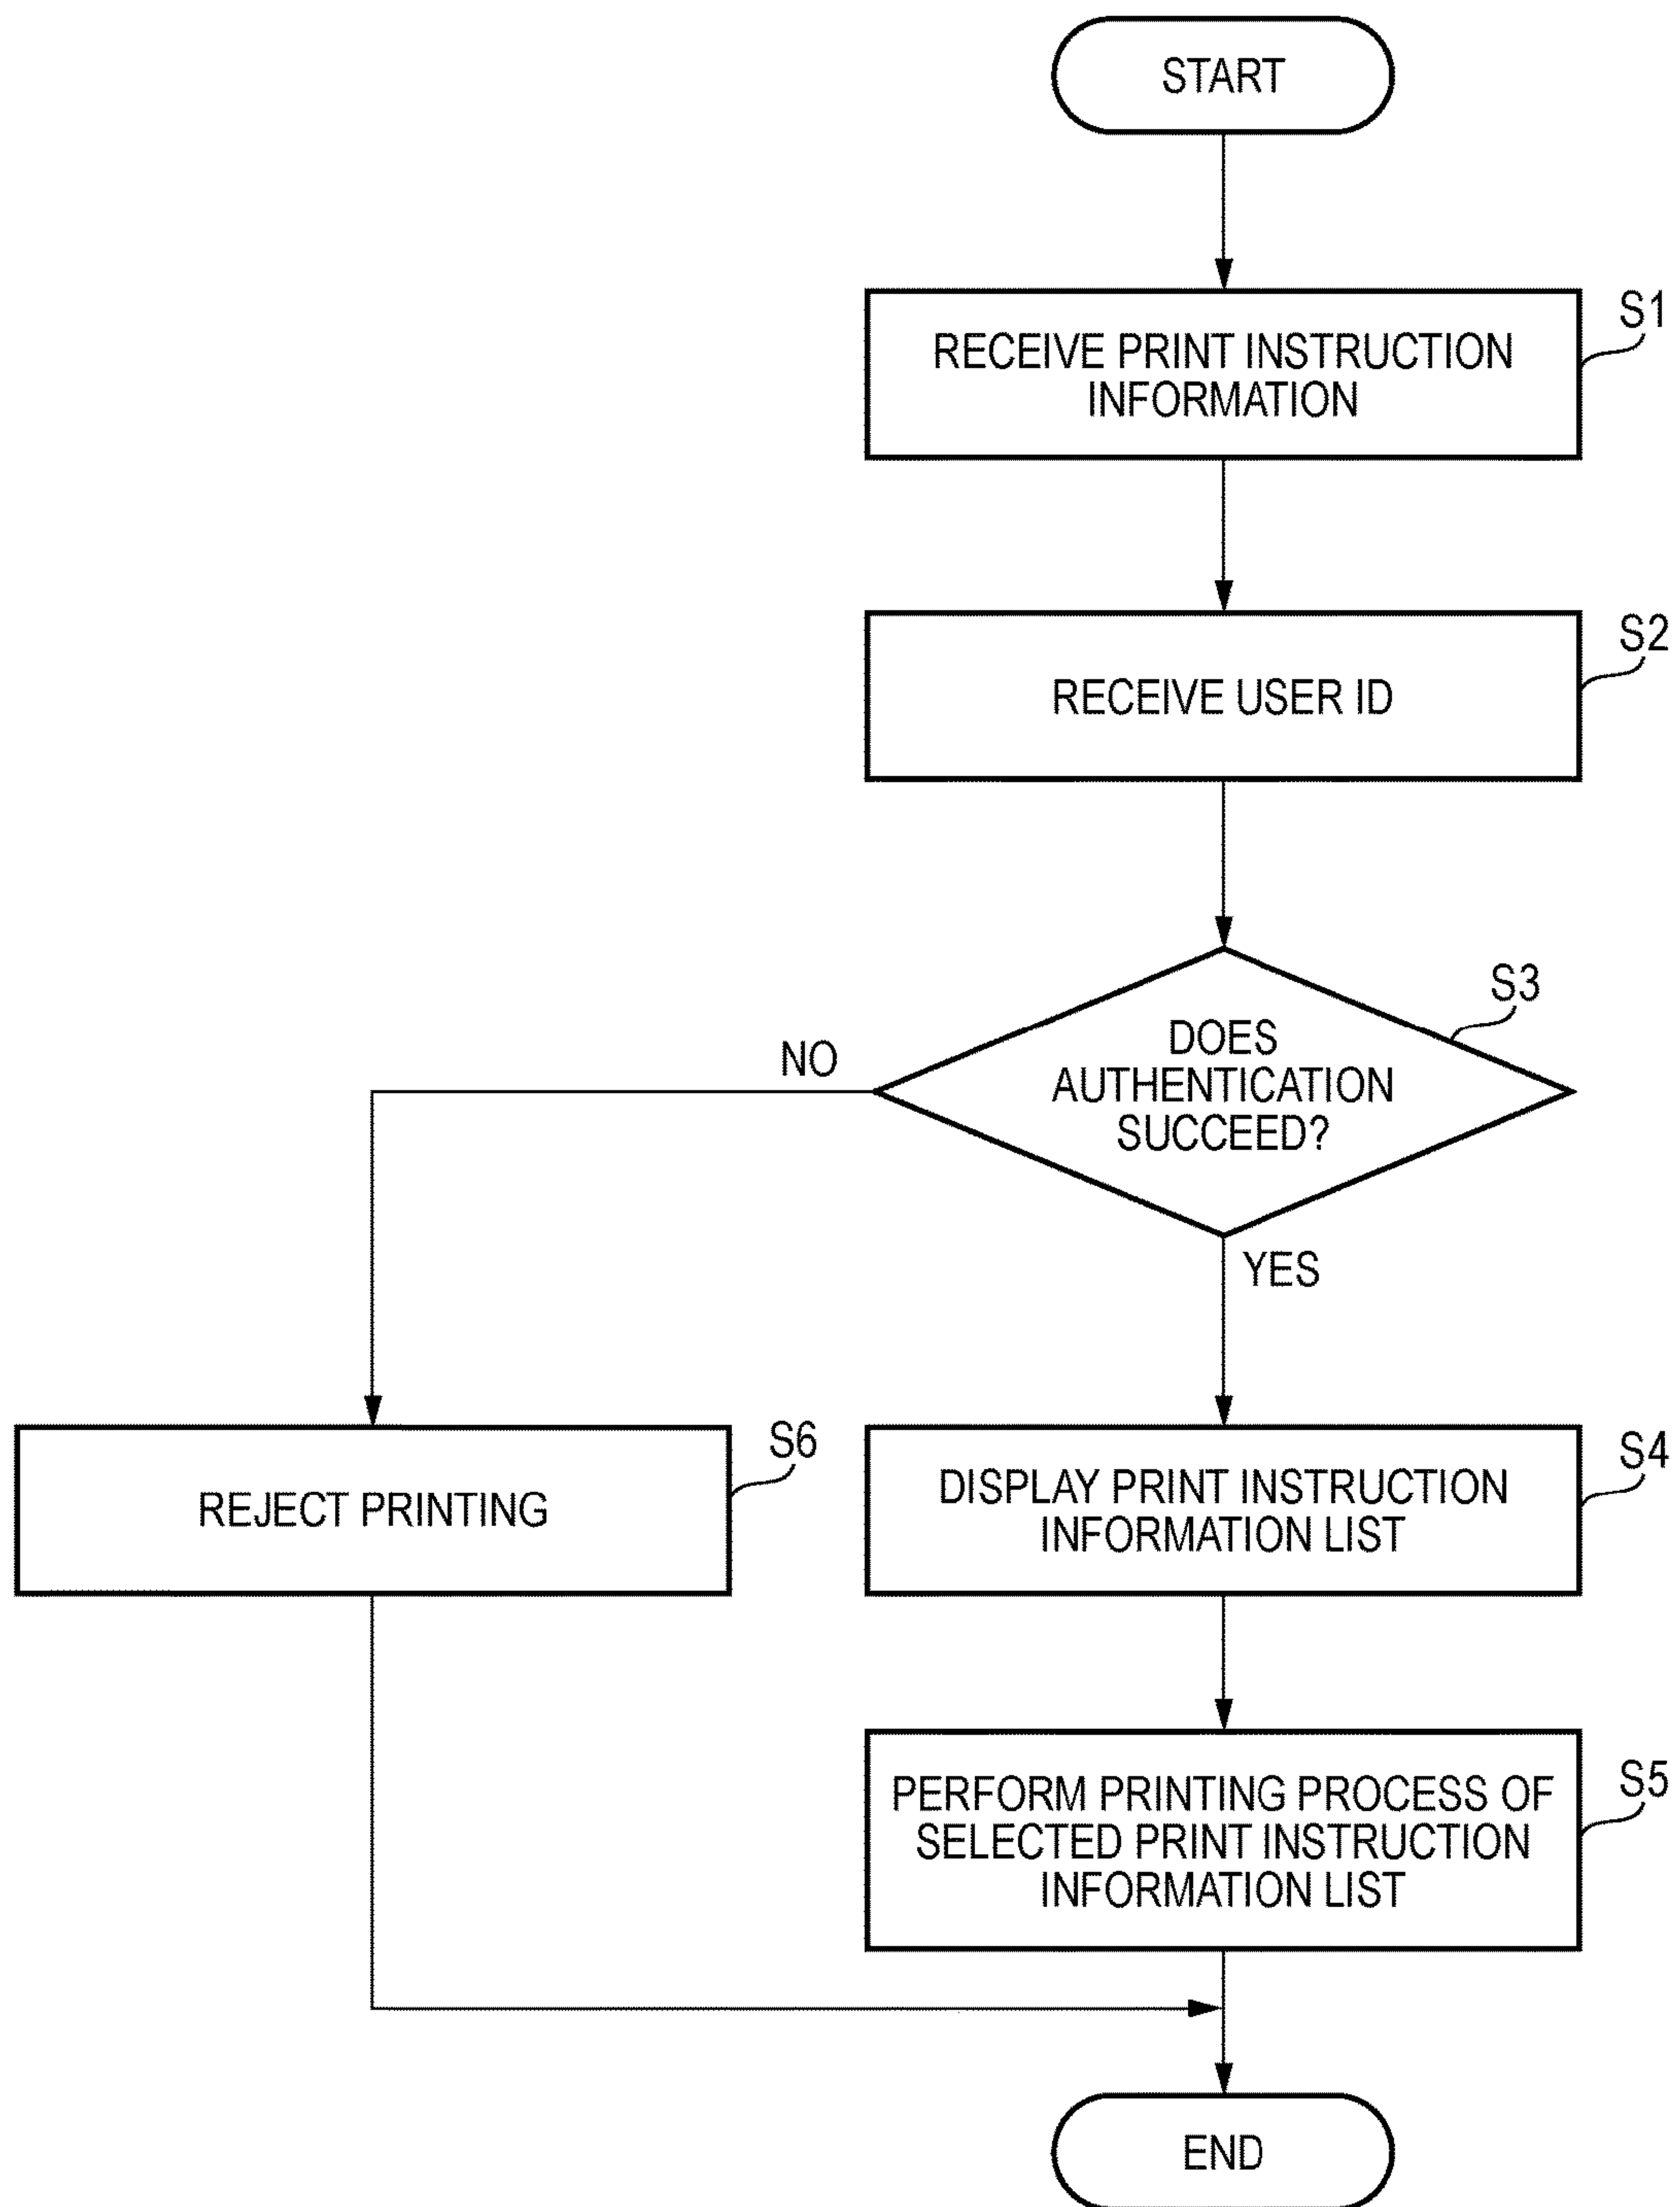 START
RECEIVE PRINT INSTRUCTION
INFORMATION
S1
RECEIVE USER ID
S2
DOES
AUTHENTICATION
SUCCEED?
S3
NO
YES
REJECT PRINTING
S6
DISPLAY PRINT INSTRUCTION
INFORMATION LIST
S4
PERFORM PRINTING PROCESS OF
SELECTED PRINT INSTRUCTION
INFORMATION LIST
S5
END